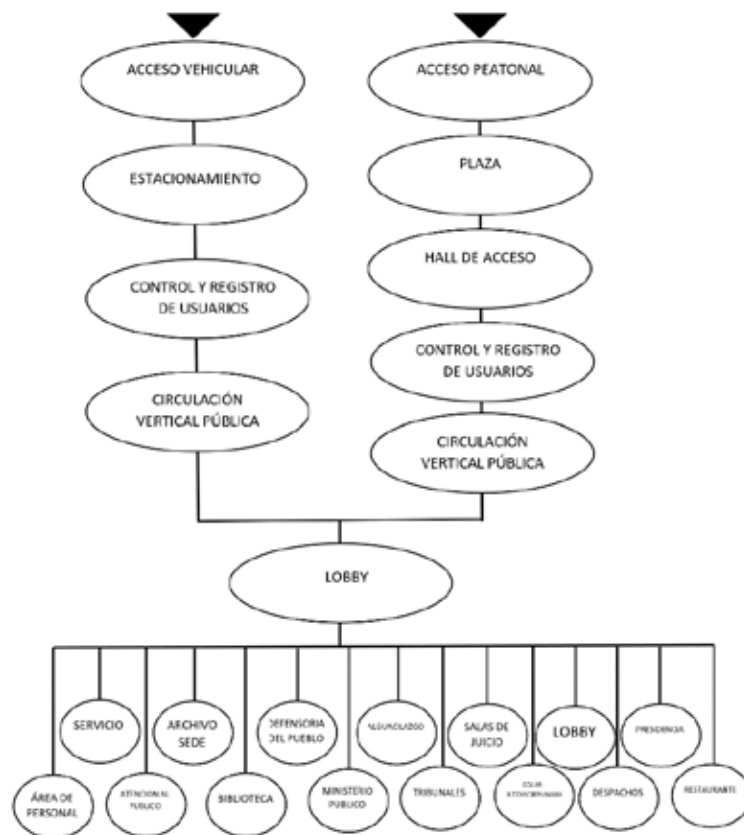 ACCESO VEHICULAR
ACCESO PEATONAL
ESTACIONAMIENTO
PLAZA
HALL DE ACCESO
CONTROL Y REGISTRO
DE USUARIOS
CONTROL Y REGISTRO
DE USUARIOS
CIRCULACIÓN
VERTICAL PÚBLICA
CIRCULACIÓN
VERTICAL PÚBLICA
LOBBY
SERVICIO
ARCHIVO
SEDE
DEFENSORIA
DEL PUEBLO
SALAS DE
JUICIO
LOBBY
PRESIDENCIA
ÁREA DE
PERSONAL
ATENCION AL
PUBLICO
BIBLIOTECA
MINISTERIO
PUBLICO
TRIBUNALES
DESPACHOS
RESTAURANTE